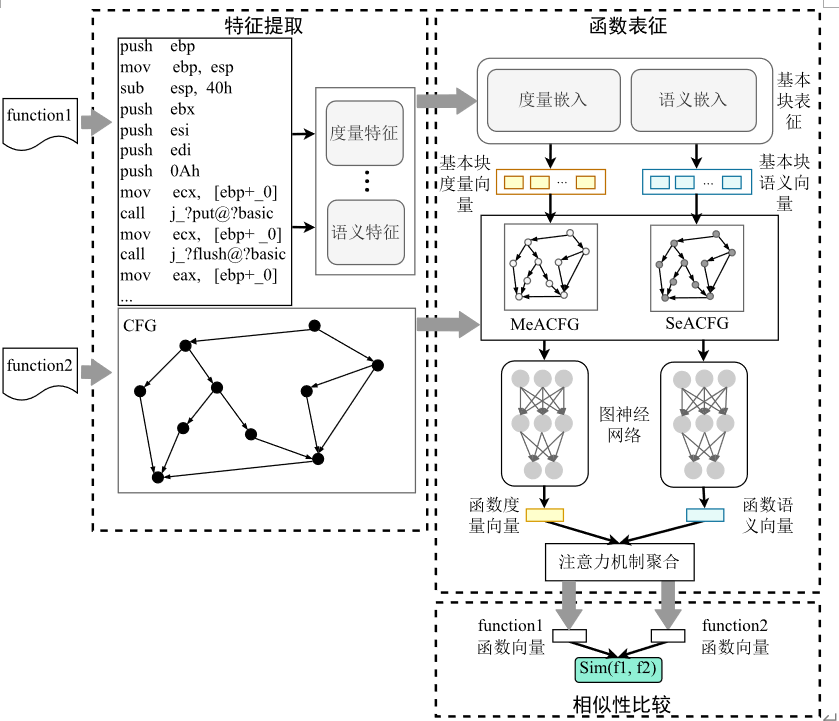 特征提取
function1
push ebp
mov ebp, esp
sub esp, 40h
push ebx
push esi
push edi
push 0Ah
mov ecx, [ebp+_0]
call j_?put@?basic
mov ecx, [ebp+ _0]
call j_?flush@?basic
mov eax, [ebp+_0]
...
度量特征
语义特征
function2
CFG
函数表征
度量嵌入
语义嵌入
基本
块表
征
基本块
度量向
量
...
...
基本块
语义向
量
MeACFG
SeACFG
图神经
网络
函数度
量向量
函数语
义向量
注意力机制聚合
function1
函数向量
function2
函数向量
Sim(f1, f2)
相似性比较